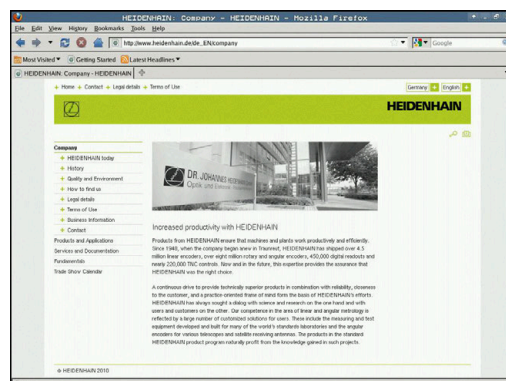 HEIDENHAIN: Company - HEIDENHAIN - Mozilla Firefox
File Edit View History Bookmarks Tools Help
http://www.heidenhain.de/de_EN/company
Google
Most Visited Getting Started Latest Headlines
HEIDENHAIN: Company - HEIDENHAIN
+ Home + Contact + Legal details + Terms of Use
Germany + English +
HEIDENHAIN
Company
+ HEIDENHAIN today
+ History
+ Quality and Environment
+ How to find us
+ Legal details
+ Terms of Use
+ Business Information
+ Contact
Products and Applications
Services and Documentation
Fundamentals
Trade Show Calendar
DR. JOHANNES HEIDENHAIN
Optik und
Increased productivity with HEIDENHAIN
Products from HEIDENHAIN ensure that machines and plants work productively and efficiently.
Since 1948, when the company began anew in Traunreut, HEIDENHAIN has shipped over 4.5
million linear encoders, over eight million rotary and angular encoders, 450,000 digital readouts and
nearly 220,000 TNC controls. Now and in the future, this expertise provides the assurance that
HEIDENHAIN was the right choice.
A continuous drive to provide technically superior products in combination with reliability, closeness
to the customer, and a practice-oriented frame of mind form the basis of HEIDENHAIN's efforts.
HEIDENHAIN has always sought a dialog with science and research on the one hand and with
users and customers on the other. Our competence in the area of linear and angular metrology is
reflected by a large number of customized solutions for users. These include the measuring and test
equipment developed and built for many of the world's standards laboratories and the angular
encoders for various telescopes and satellite receiving antennas. The products in the standard
HEIDENHAIN product program naturally profit from the knowledge gained in such projects.
© HEIDENHAIN 2010